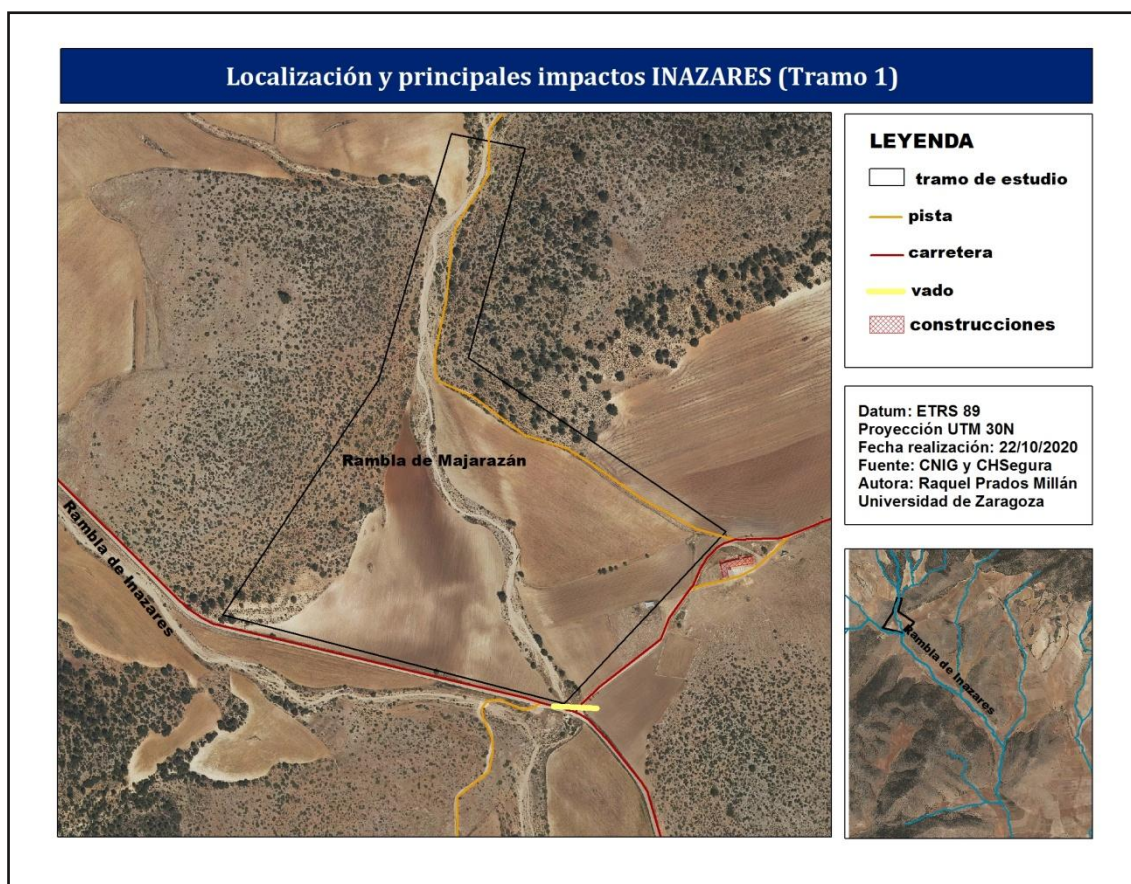 Localización y principales impactos INAZARES (Tramo 1)
Rambla de Majarazán
Rambla de Inazares
LEYENDA
tramo de estudio
pista
carretera
vado
construcciones
Datum: ETRS 89
Proyección UTM 30N
Fecha realización: 22/10/2020
Fuente: CNIG y CHSegura
Autora: Raquel Prados Millán
Universidad de Zaragoza
Rambla de Inazares